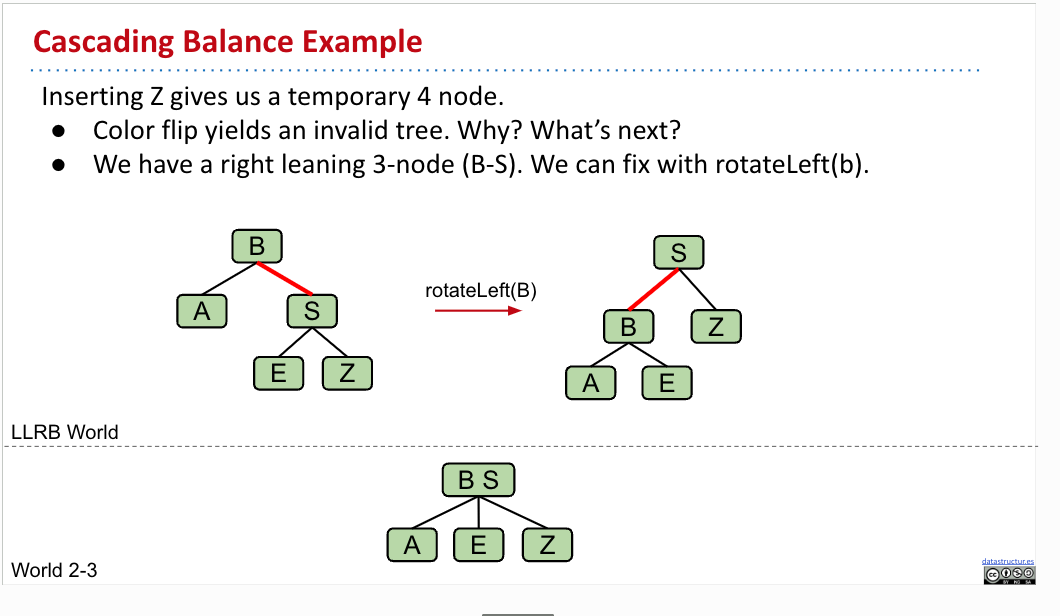 Cascading Balance Example
Inserting Z gives us a temporary 4 node.
● Color flip yields an invalid tree. Why? What's next?
● We have a right leaning 3-node (B-S). We can fix with rotateLeft(b).
B
A
S
E
Z
rotateLeft(B)
S
B
Z
A
E
LLRB World
B S
A
E
Z
World 2-3
datastructur.es